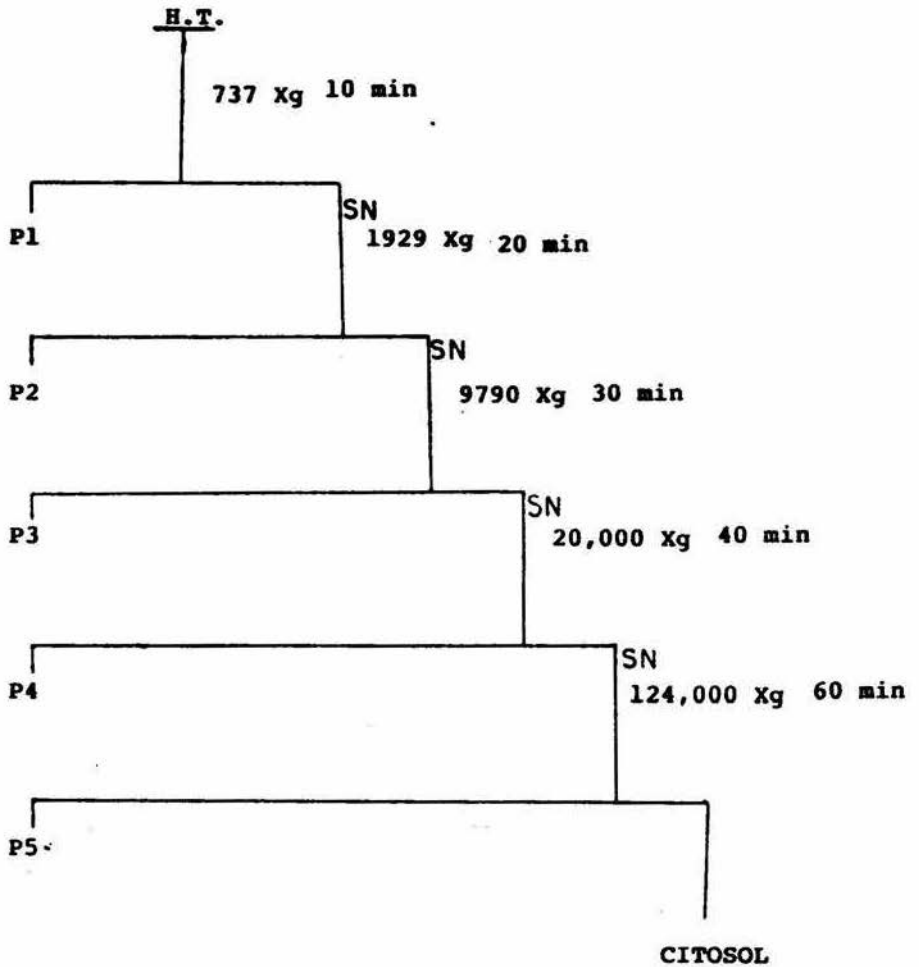 H.T.
737 Xg 10 min
SN
P1
1929 Xg 20 min
SN
P2
9790 Xg 30 min
SN
P3
20,000 Xg 40 min
SN
P4
124,000 Xg 60 min
P5
CITOSOL